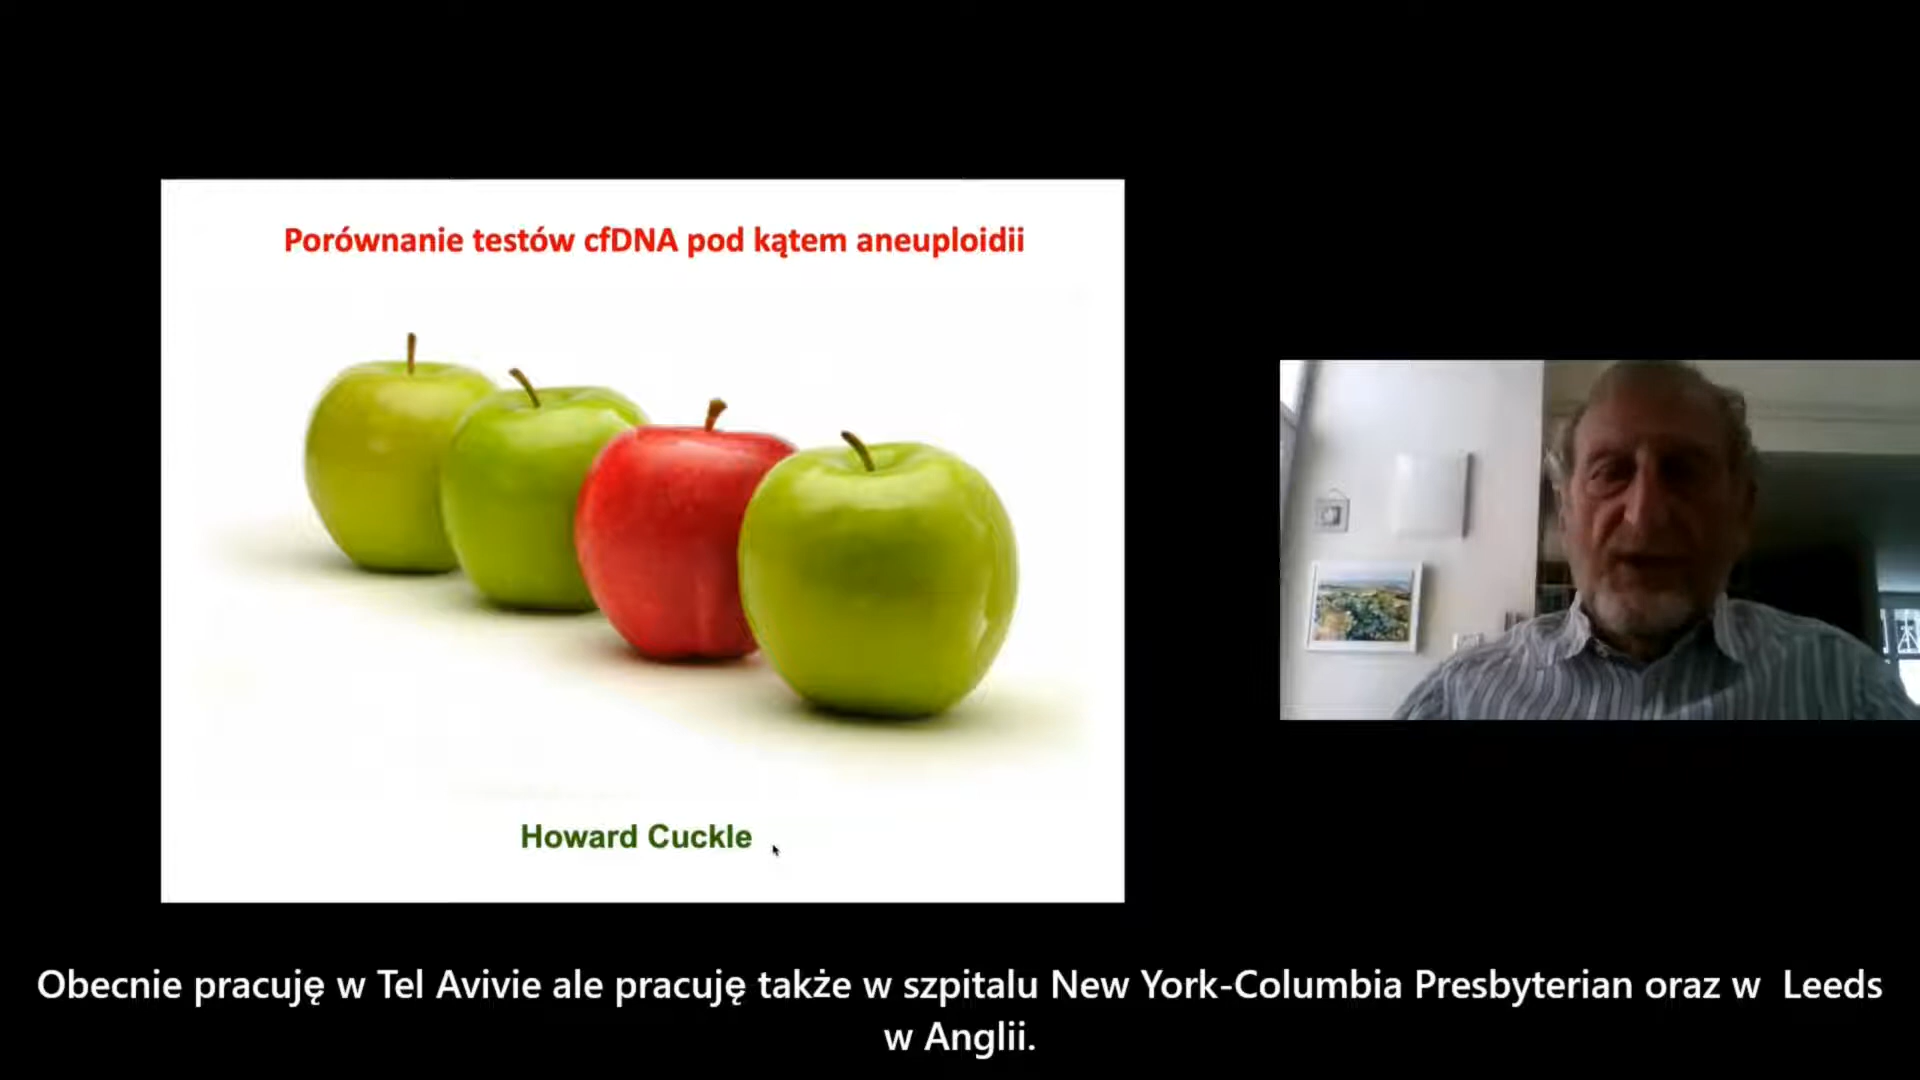 Porównanie testów cfDNA pod kątem aneuploidii
Howard Cuckle
Obecnie pracuję w Tel Avivie ale pracuję także w szpitalu New York-Columbia Presbyterian oraz w Leeds
w Anglii.